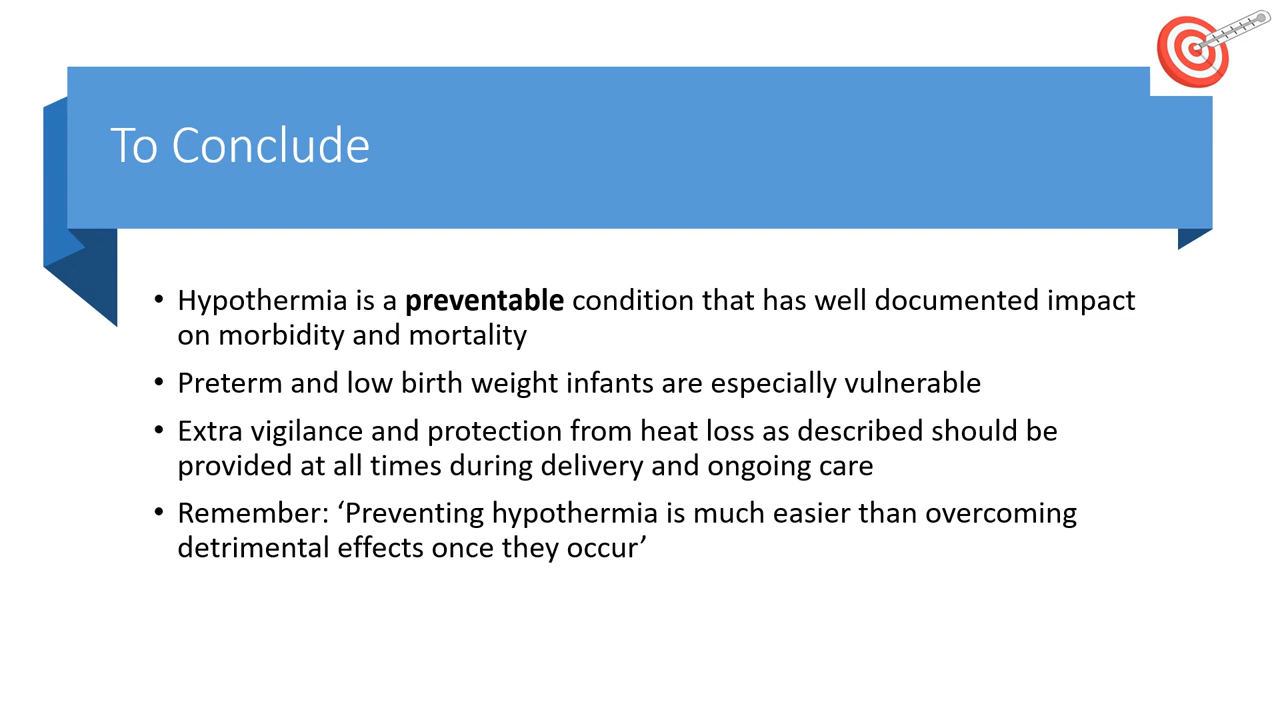 To Conclude
• Hypothermia is a preventable condition that has well documented impact
on morbidity and mortality
• Preterm and low birth weight infants are especially vulnerable
• Extra vigilance and protection from heat loss as described should be
provided at all times during delivery and ongoing care
• Remember: ‘Preventing hypothermia is much easier than overcoming
detrimental effects once they occur’